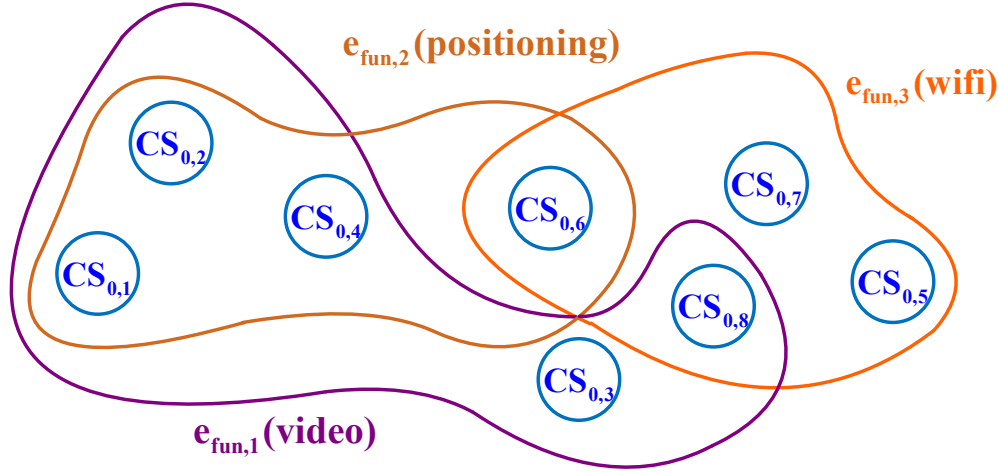 e_fun,2 (positioning)
e_fun,3 (wifi)
CS_0,2
CS_0,7
CS_0,4
CS_0,6
CS_0,1
CS_0,5
CS_0,8
CS_0,3
e_fun,1 (video)